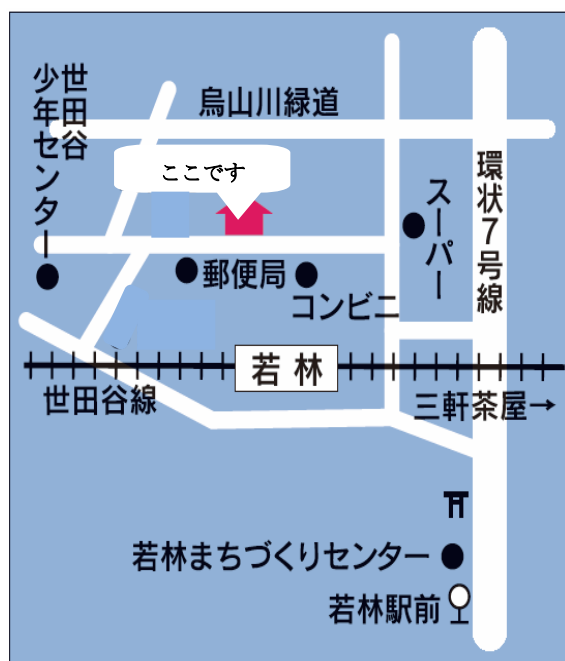 世田谷
少年センター
烏山川緑道
環状７号線
ここです
スーパー
郵便局
コンビニ
若林
世田谷線
三軒茶屋→
若林まちづくりセンター
若林駅前